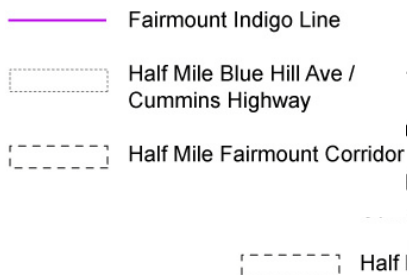 Fairmount Indigo Line
Half Mile Blue Hill Ave /
Cummins Highway
Half Mile Fairmount Corridor
Half